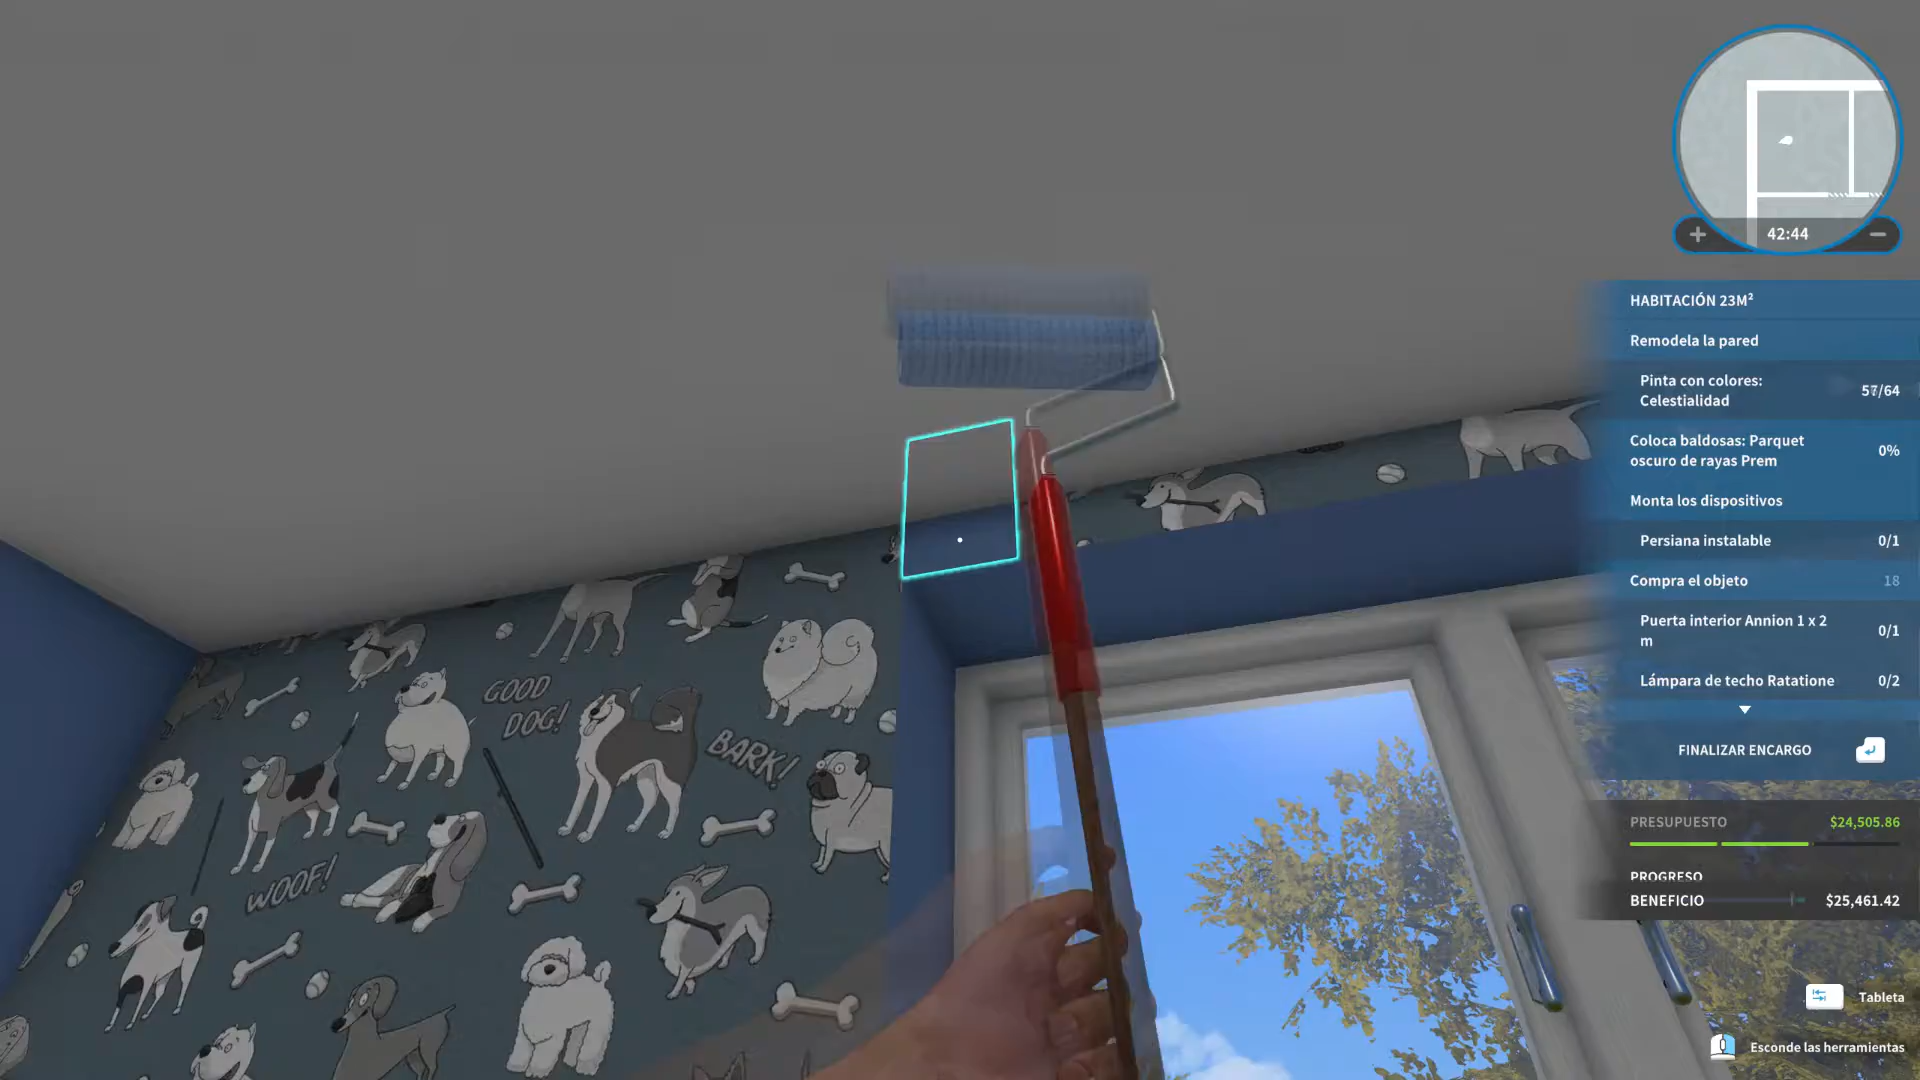 42:44
HABITACIÓN 23M²
Remodela la pared
Pinta con colores:
Celestialidad
57/64
Coloca baldosas: Parquet
oscuro de rayas Prem
0%
Monta los dispositivos
Persiana instalable 0/1
Compra el objeto 18
Puerta interior Annion 1 x 2
m
0/1
Lámpara de techo Ratatione 0/2
FINALIZAR ENCARGO
PRESUPUESTO $24,505.86
PROGRESO
BENEFICIO $25,461.42
Tableta
Esconde las herramientas
GOOD
DOG!
BARK!
WOOF!